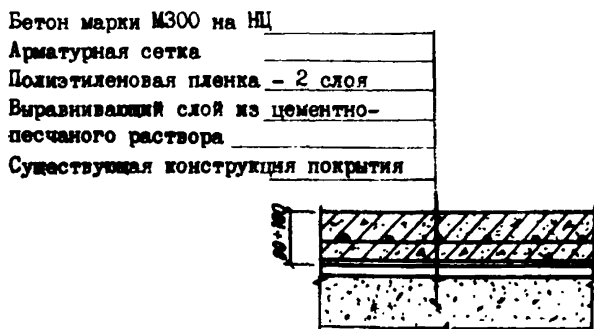 Бетон марки М300 на НЦ
Арматурная сетка
Полиэтиленовая пленка - 2 слоя
Выравнивающий слой из цементно-
песчаного раствора
Существующая конструкция покрытия